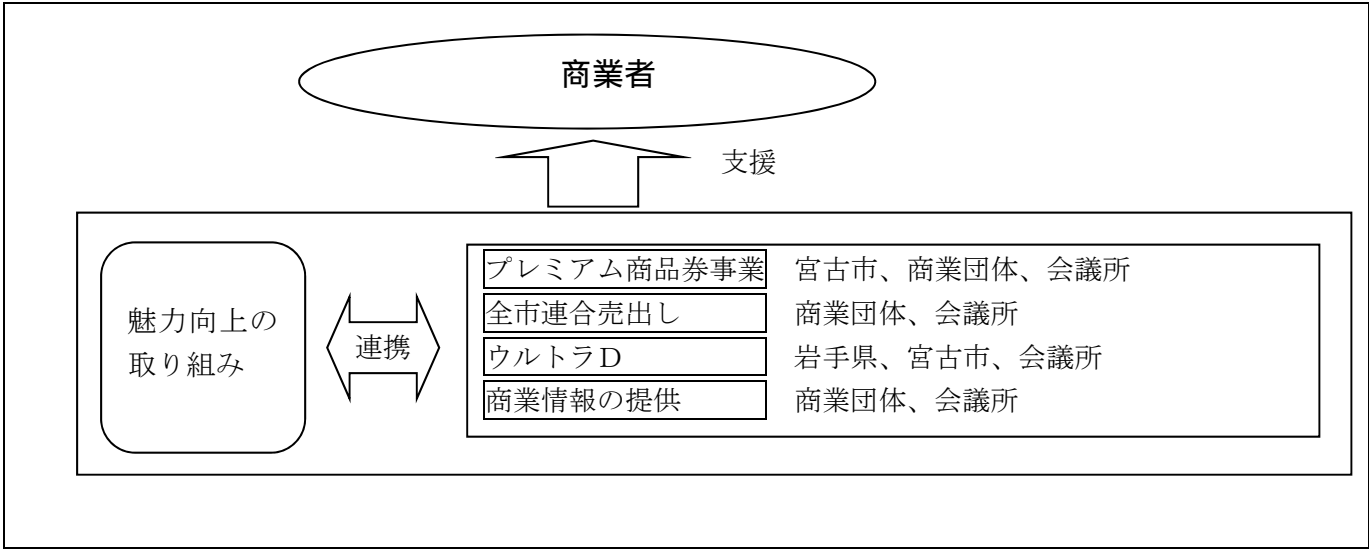 商業者
支援
魅力向上の
取り組み
連携
プレミアム商品券事業 宮古市、商業団体、会議所
全市連合売出し 商業団体、会議所
ウルトラD 岩手県、宮古市、会議所
商業情報の提供 商業団体、会議所